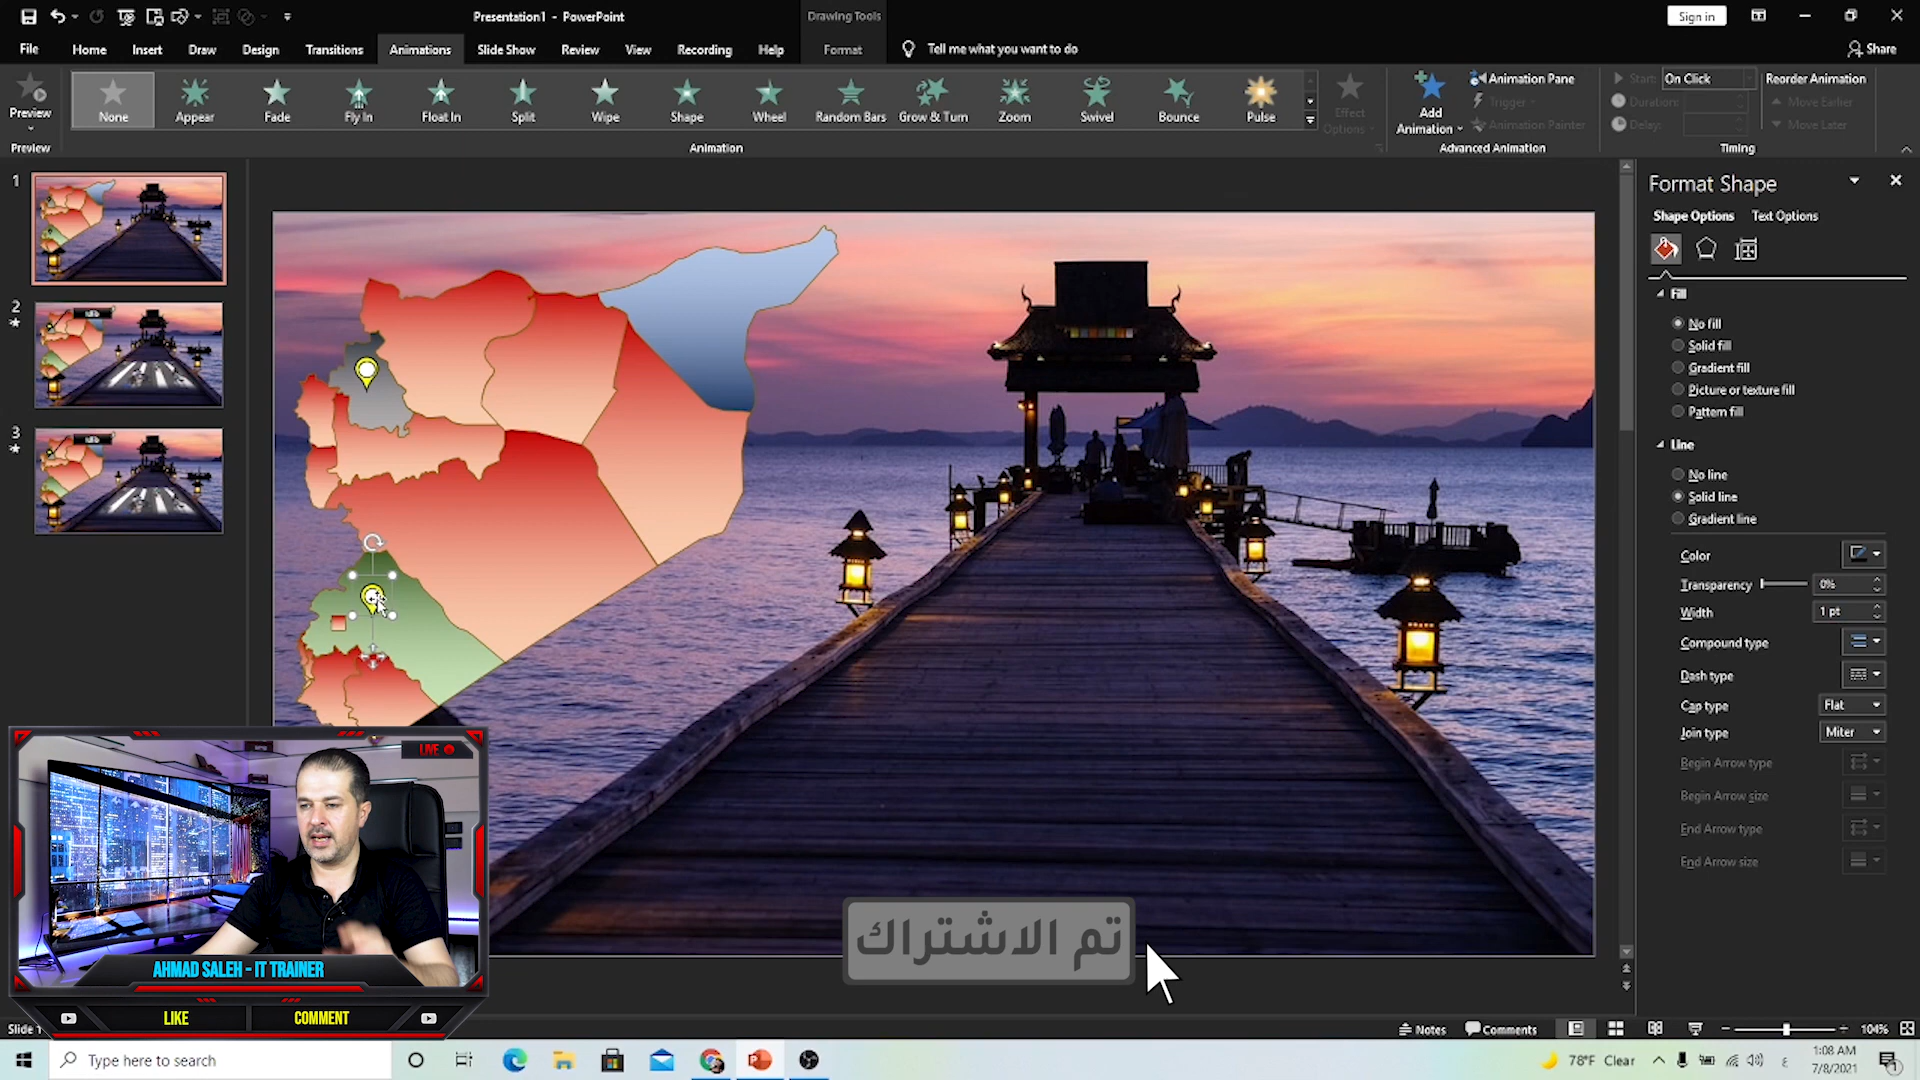 Presentation1 - PowerPoint
Drawing Tools
Sign in
File
Home
Insert
Draw
Design
Transitions
Animations
Slide Show
Review
View
Recording
Help
Format
Tell me what you want to do
Share
Preview
None
Appear
Fade
Fly In
Float In
Split
Wipe
Shape
Wheel
Random Bars
Grow & Turn
Zoom
Swivel
Bounce
Pulse
Effect
Options
Add
Animation
Animation Pane
Trigger
Animation Painter
Start:
On Click
Duration:
Delay:
Reorder Animation
Move Earlier
Move Later
Preview
Animation
Advanced Animation
Timing
1
2
3
Format Shape
Shape Options
Text Options
Fill
No fill
Solid fill
Gradient fill
Picture or texture fill
Pattern fill
Line
No line
Solid line
Gradient line
Color
Transparency
0%
Width
1 pt
Compound type
Dash type
Cap type
Flat
Join type
Miter
Begin Arrow type
Begin Arrow size
End Arrow type
End Arrow size
LIVE
AHMAD SALEH - IT TRAINER
LIKE
COMMENT
تم الاشتراك
Slide 1
Notes
Comments
104%
Type here to search
78°F Clear
ع
1:08 AM
7/8/2021